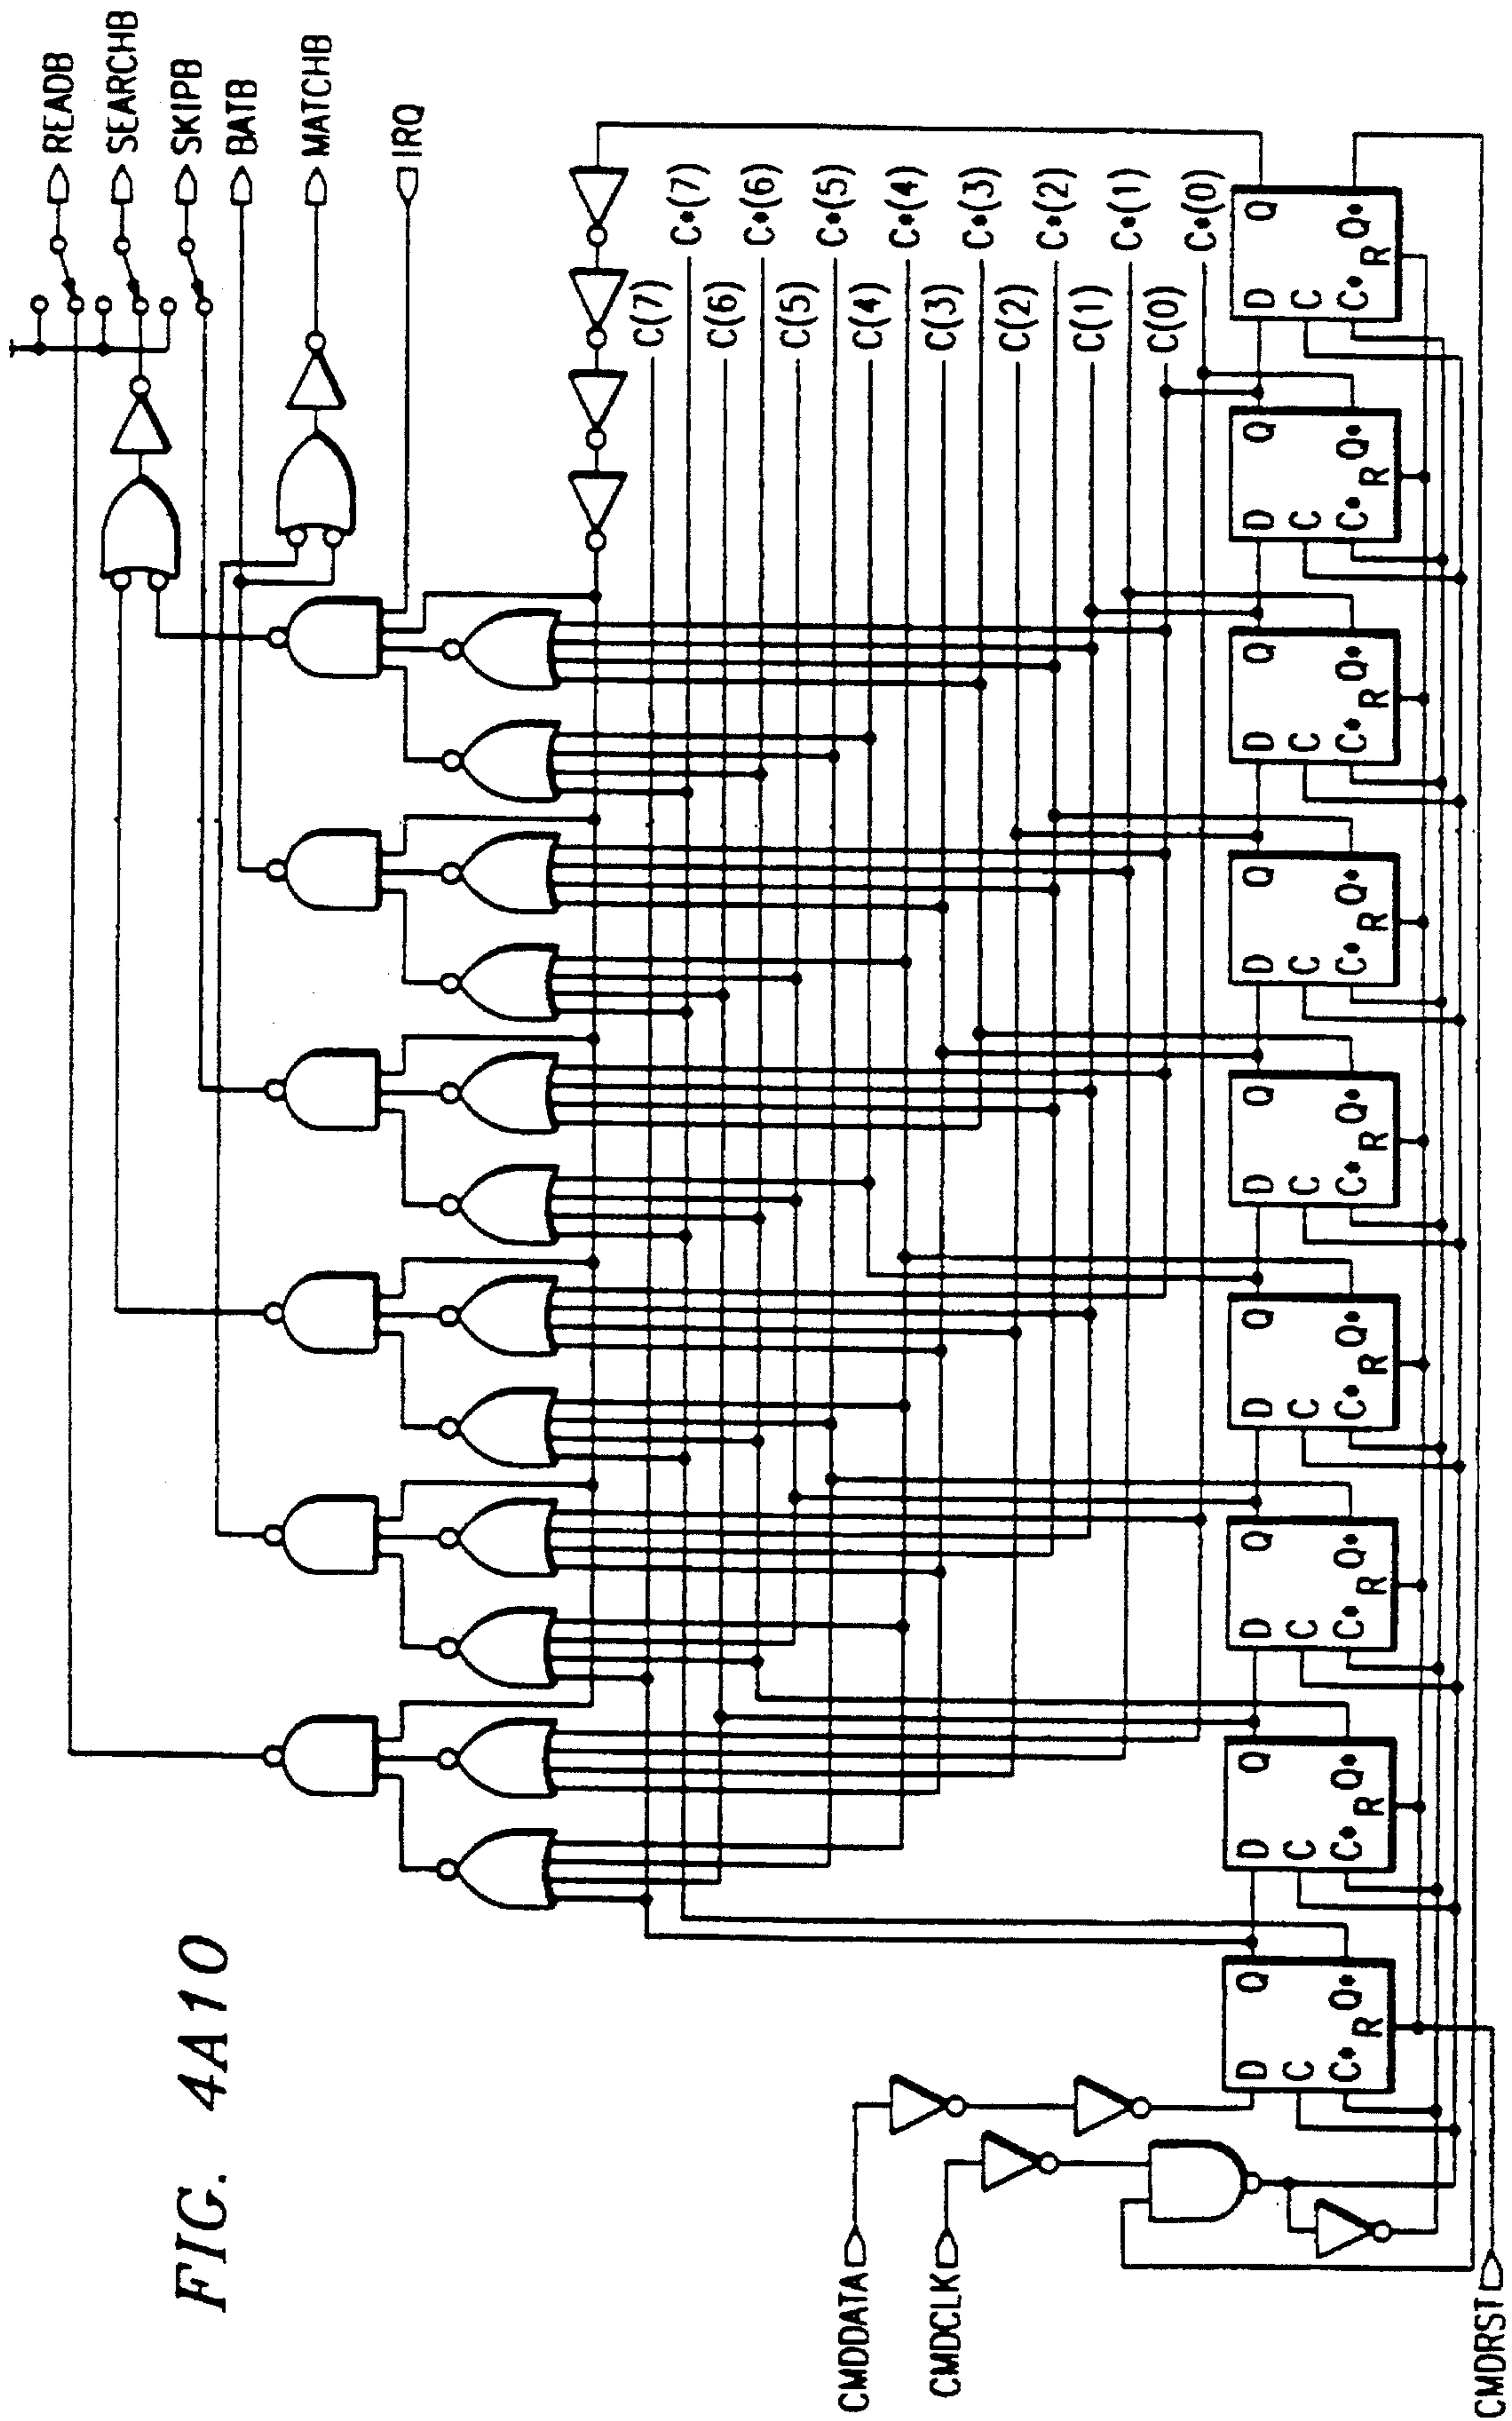 FIG. 4A10
READB
SEARCHB
SKIPB
BATB
MATCHB
IRQ
C(7)
C*(7)
C(6)
C*(6)
C(5)
C*(5)
C(4)
C*(4)
C(3)
C*(3)
C(2)
C*(2)
C(1)
C*(1)
C(0)
C*(0)
CMDDATA
CMDCLK
CMDRST
D Q
C
C* Q*
R
D Q
C
C* Q*
R
D Q
C
C* Q*
R
D Q
C
C* Q*
R
D Q
C
C* Q*
R
D Q
C
C* Q*
R
D Q
C
C* Q*
R
D Q
C
C* Q*
R
D Q
C
C* Q*
R